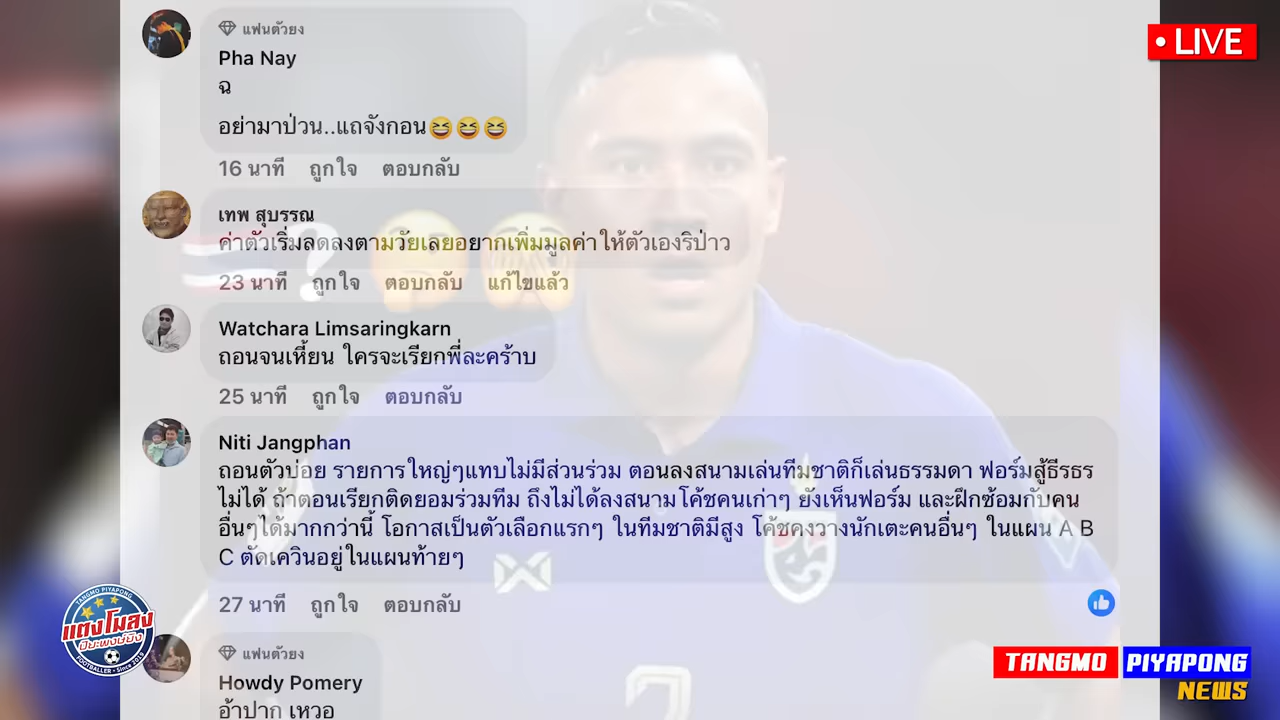 LIVE
แฟนตัวยง
Pha Nay
ฉ
อย่ามาป่วน..แถจังกอน😆😆😆
16 นาที ถูกใจ ตอบกลับ
เทพ สุบรรณ
ค่าตัวเริ่มลดลงตามวัยเลยอยากเพิ่มมูลค่าให้ตัวเองริป่าว
23 นาที ถูกใจ ตอบกลับ แก้ไขแล้ว
Watchara Limsaringkarn
ถอนจนเหี้ยน ใครจะเรียกพี่ละคร้าบ
25 นาที ถูกใจ ตอบกลับ
Niti Jangphan
ถอนตัวบ่อย รายการใหญ่ๆแทบไม่มีส่วนร่วม ตอนลงสนามเล่นทีมชาติก็เล่นธรรมดา ฟอร์มสู้ธีรธร
ไม่ได้ ถ้าตอนเรียกติดยอมร่วมทีม ถึงไม่ได้ลงสนามโค้ชคนเก่าๆ ยังเห็นฟอร์ม และฝึกซ้อมกับคน
อื่นๆได้มากกว่านี้ โอกาสเป็นตัวเลือกแรกๆ ในทีมชาติมีสูง โค้ชคงวางนักเตะคนอื่นๆ ในแผน A B
C ตัดเควินอยู่ในแผนท้ายๆ
27 นาที ถูกใจ ตอบกลับ
แฟนตัวยง
Howdy Pomery
อ้าปาก เหวอ
TANGMO PIYAPONG
แตงโมลง
ปิยะพงษ์ยิง
FOOTBALLER • Since 2019
2
TANGMO PIYAPONG
NEWS